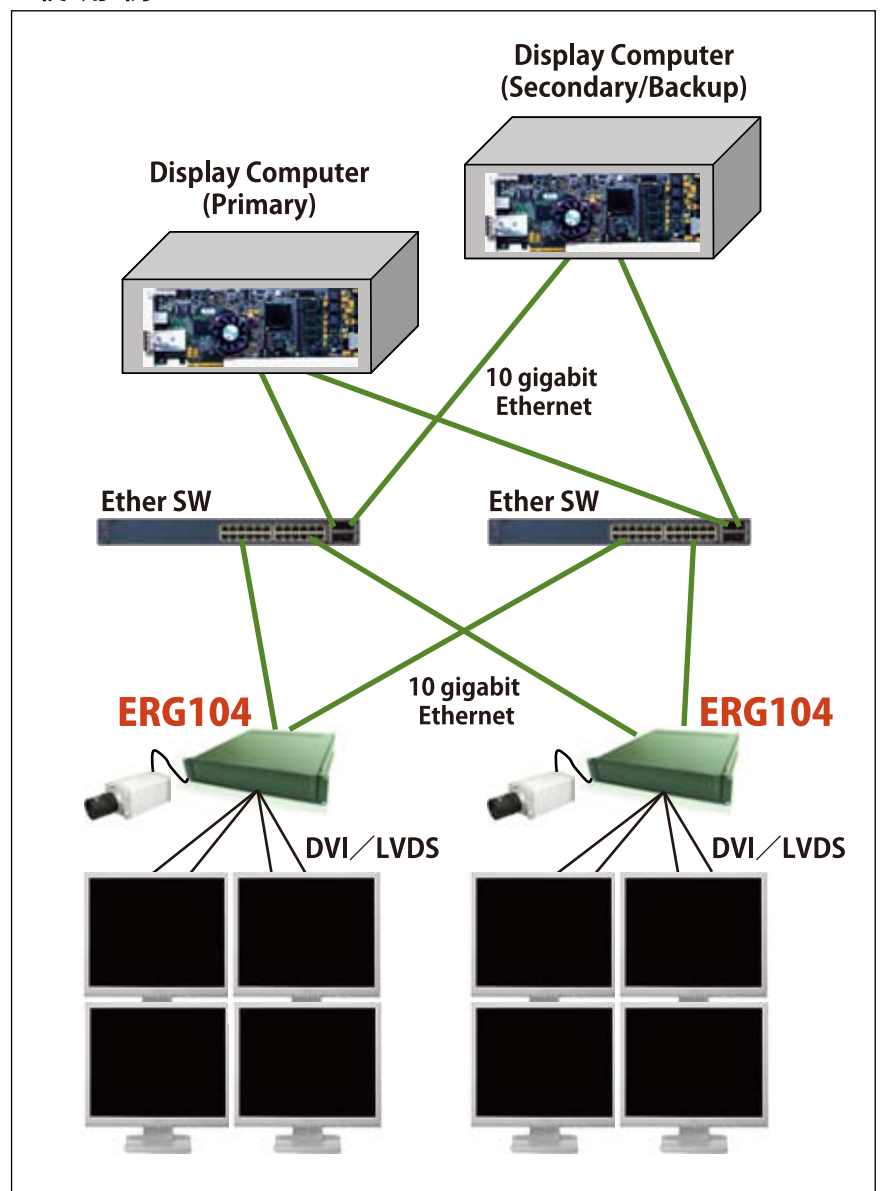 Display Computer
(Secondary/Backup)
Display Computer
(Primary)
10 gigabit
Ethernet
Ether SW
Ether SW
10 gigabit
Ethernet
ERG104
ERG104
DVI／LVDS
DVI／LVDS